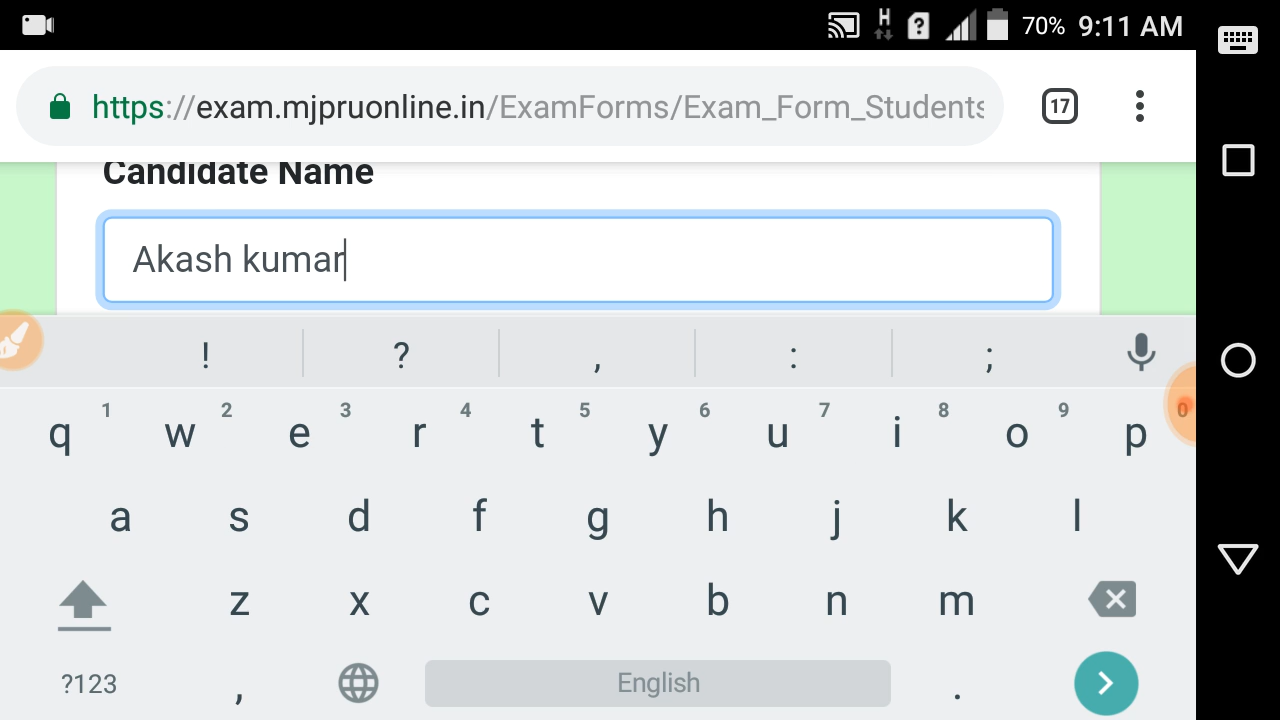 H 70% 9:11 AM
https://exam.mjpruonline.in/ExamForms/Exam_Form_Students 17
Candidate Name
Akash kumar
! ? , : ;
1 2 3 4 5 6 7 8 9 0
q w e r t y u i o p
a s d f g h j k l
z x c v b n m
?123 , English .